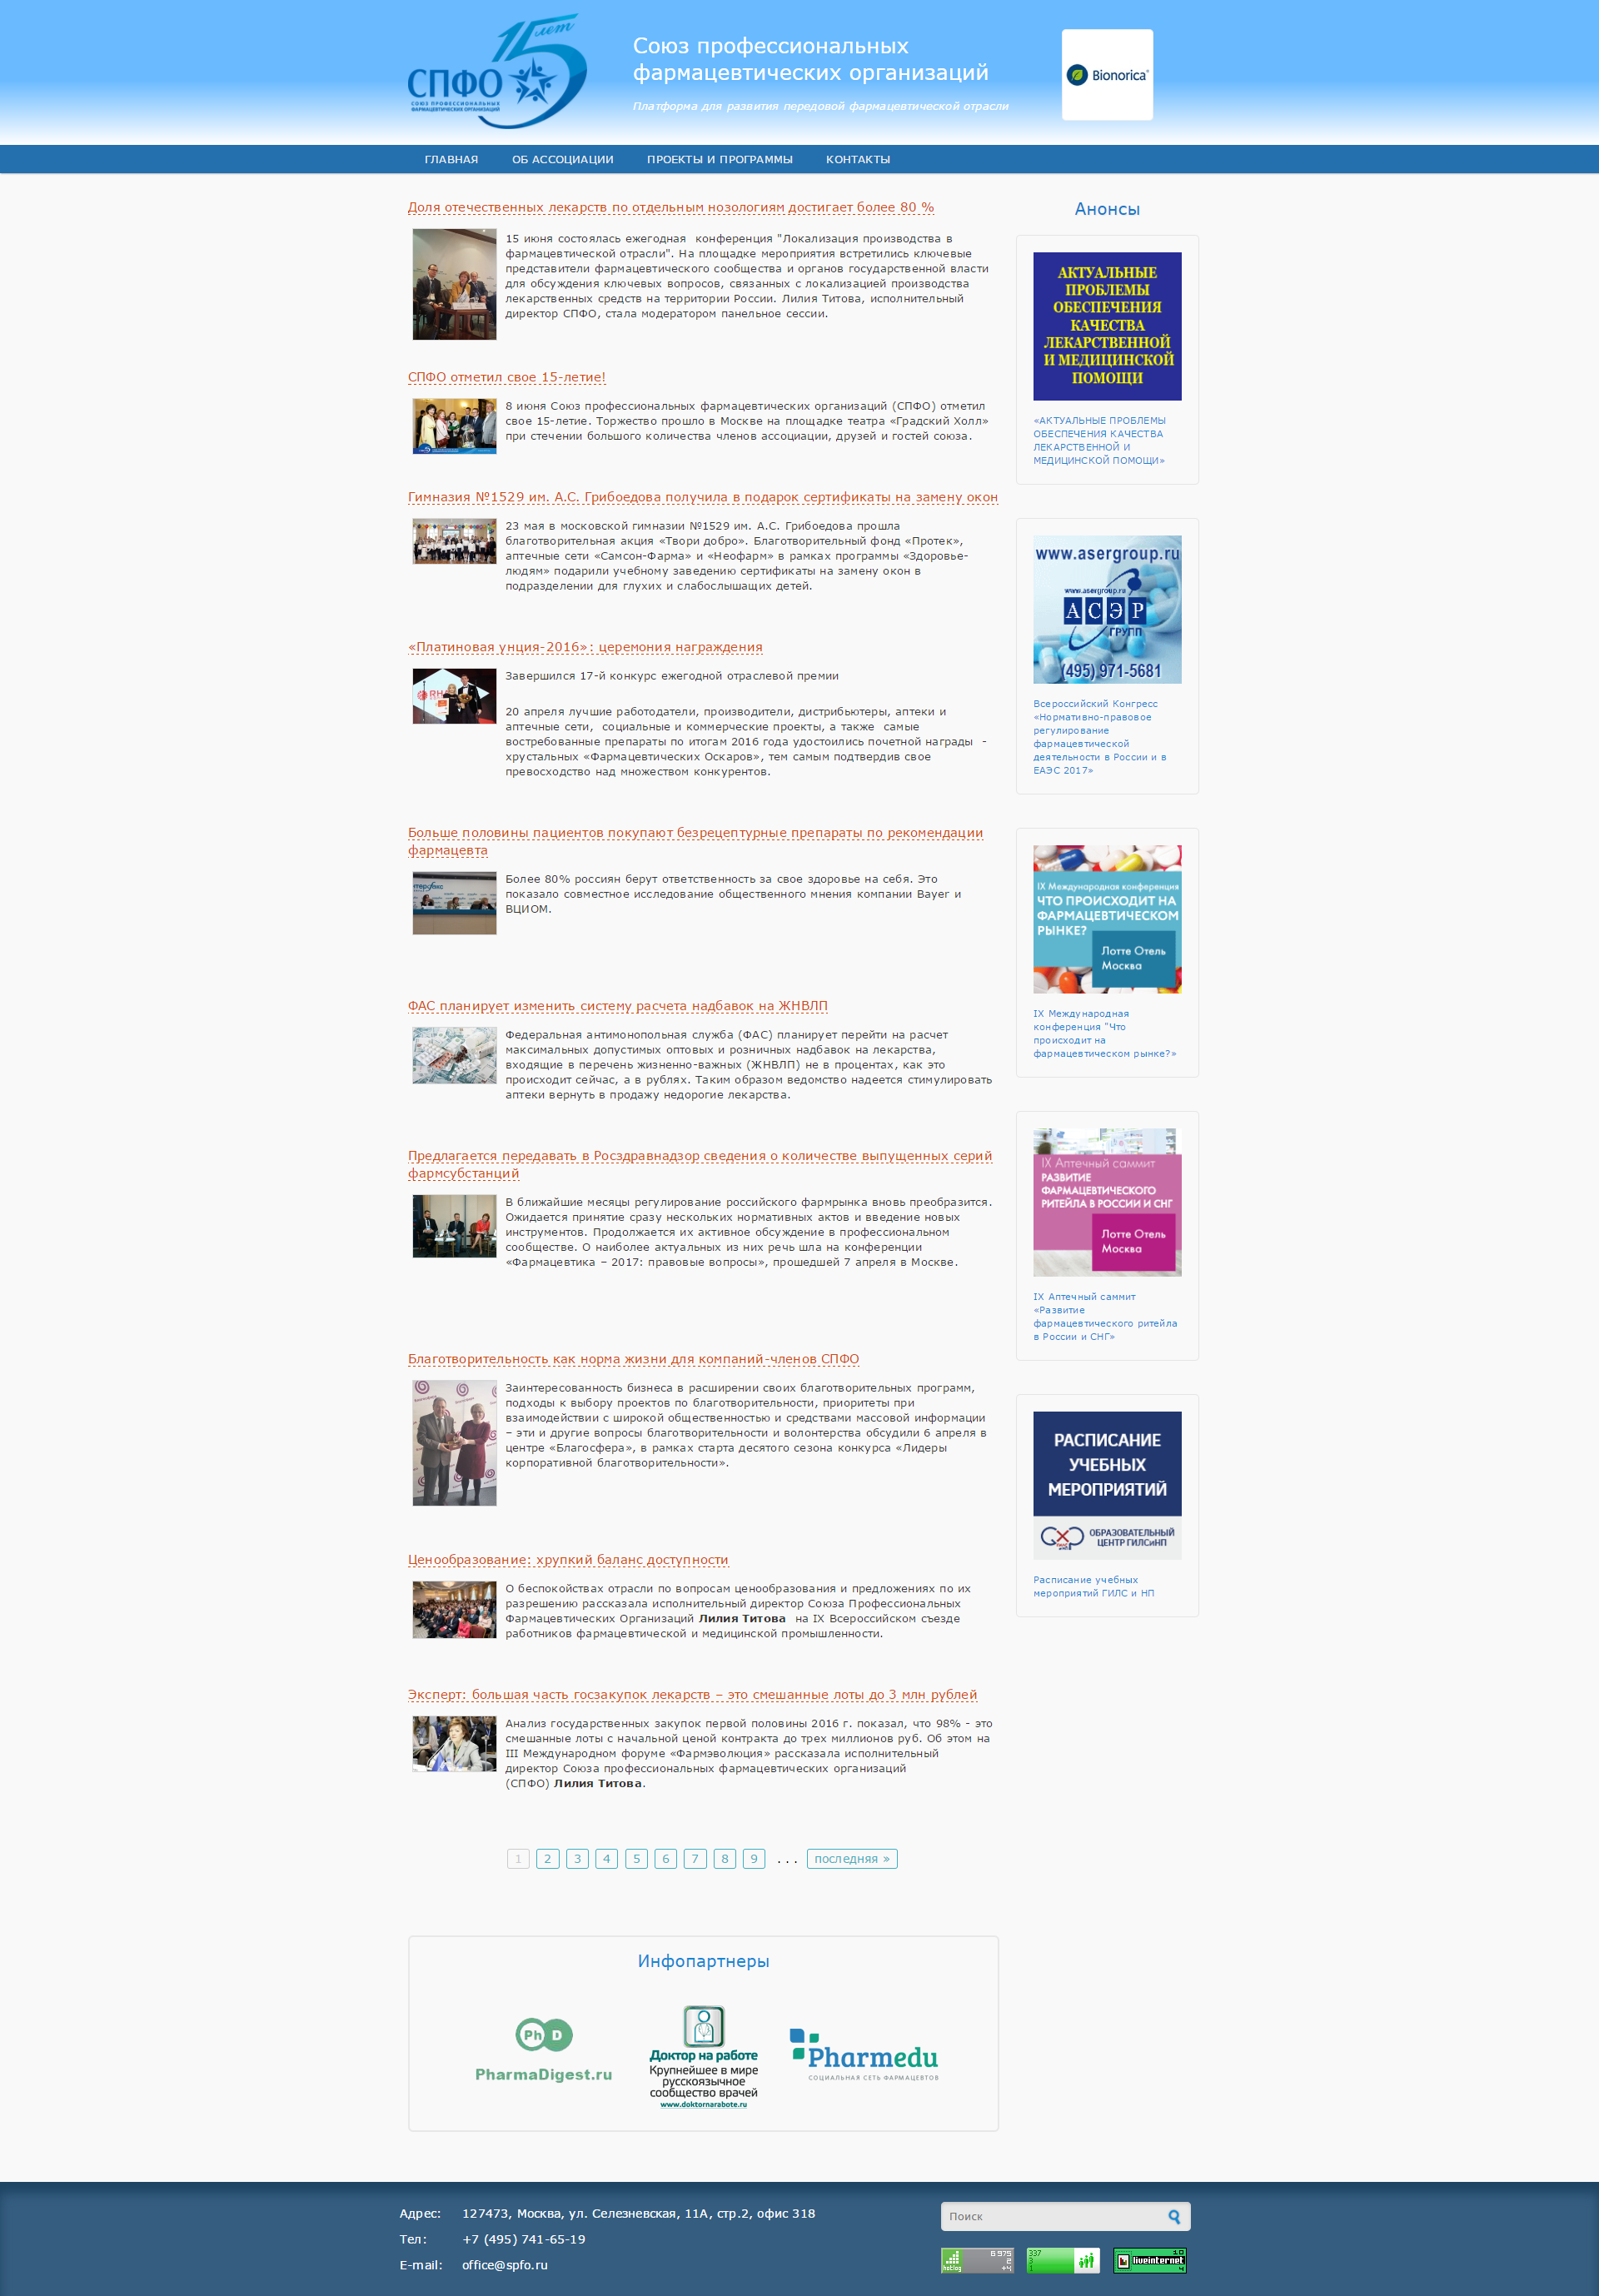 15 лет
СПФО
СОЮЗ ПРОФЕССИОНАЛЬНЫХ
ФАРМАЦЕВТИЧЕСКИХ ОРГАНИЗАЦИЙ
Союз профессиональных
фармацевтических организаций
Платформа для развития передовой фармацевтической отрасли
Bionorica®
ГЛАВНАЯ ОБ АССОЦИАЦИИ ПРОЕКТЫ И ПРОГРАММЫ КОНТАКТЫ
Доля отечественных лекарств по отдельным нозологиям достигает более 80 %
15 июня состоялась ежегодная конференция "Локализация производства в
фармацевтической отрасли". На площадке мероприятия встретились ключевые
представители фармацевтического сообщества и органов государственной власти
для обсуждения ключевых вопросов, связанных с локализацией производства
лекарственных средств на территории России. Лилия Титова, исполнительный
директор СПФО, стала модератором панельное сессии.
СПФО отметил свое 15-летие!
8 июня Союз профессиональных фармацевтических организаций (СПФО) отметил
свое 15-летие. Торжество прошло в Москве на площадке театра «Градский Холл»
при стечении большого количества членов ассоциации, друзей и гостей союза.
Гимназия №1529 им. А.С. Грибоедова получила в подарок сертификаты на замену окон
23 мая в московской гимназии №1529 им. А.С. Грибоедова прошла
благотворительная акция «Твори добро». Благотворительный фонд «Протек»,
аптечные сети «Самсон-Фарма» и «Неофарм» в рамках программы «Здоровье-
людям» подарили учебному заведению сертификаты на замену окон в
подразделении для глухих и слабослышащих детей.
«Платиновая унция-2016»: церемония награждения
Завершился 17-й конкурс ежегодной отраслевой премии
20 апреля лучшие работодатели, производители, дистрибьютеры, аптеки и
аптечные сети, социальные и коммерческие проекты, а также самые
востребованные препараты по итогам 2016 года удостоились почетной награды -
хрустальных «Фармацевтических Оскаров», тем самым подтвердив свое
превосходство над множеством конкурентов.
Больше половины пациентов покупают безрецептурные препараты по рекомендации
фармацевта
Более 80% россиян берут ответственность за свое здоровье на себя. Это
показало совместное исследование общественного мнения компании Bayer и
ВЦИОМ.
ФАС планирует изменить систему расчета надбавок на ЖНВЛП
Федеральная антимонопольная служба (ФАС) планирует перейти на расчет
максимальных допустимых оптовых и розничных надбавок на лекарства,
входящие в перечень жизненно-важных (ЖНВЛП) не в процентах, как это
происходит сейчас, а в рублях. Таким образом ведомство надеется стимулировать
аптеки вернуть в продажу недорогие лекарства.
Предлагается передавать в Росздравнадзор сведения о количестве выпущенных серий
фармсубстанций
В ближайшие месяцы регулирование российского фармрынка вновь преобразится.
Ожидается принятие сразу нескольких нормативных актов и введение новых
инструментов. Продолжается их активное обсуждение в профессиональном
сообществе. О наиболее актуальных из них речь шла на конференции
«Фармацевтика – 2017: правовые вопросы», прошедшей 7 апреля в Москве.
Благотворительность как норма жизни для компаний-членов СПФО
Заинтересованность бизнеса в расширении своих благотворительных программ,
подходы к выбору проектов по благотворительности, приоритеты при
взаимодействии с широкой общественностью и средствами массовой информации
– эти и другие вопросы благотворительности и волонтерства обсудили 6 апреля в
центре «Благосфера», в рамках старта десятого сезона конкурса «Лидеры
корпоративной благотворительности».
Ценообразование: хрупкий баланс доступности
О беспокойствах отрасли по вопросам ценообразования и предложениях по их
разрешению рассказала исполнительный директор Союза Профессиональных
Фармацевтических Организаций Лилия Титова на IX Всероссийском съезде
работников фармацевтической и медицинской промышленности.
Эксперт: большая часть госзакупок лекарств – это смешанные лоты до 3 млн рублей
Анализ государственных закупок первой половины 2016 г. показал, что 98% - это
смешанные лоты с начальной ценой контракта до трех миллионов руб. Об этом на
III Международном форуме «Фармэволюция» рассказала исполнительный
директор Союза профессиональных фармацевтических организаций
(СПФО) Лилия Титова.
1 2 3 4 5 6 7 8 9 ... последняя »
Анонсы
АКТУАЛЬНЫЕ
ПРОБЛЕМЫ
ОБЕСПЕЧЕНИЯ
КАЧЕСТВА
ЛЕКАРСТВЕННОЙ
И МЕДИЦИНСКОЙ
ПОМОЩИ
«АКТУАЛЬНЫЕ ПРОБЛЕМЫ
ОБЕСПЕЧЕНИЯ КАЧЕСТВА
ЛЕКАРСТВЕННОЙ И
МЕДИЦИНСКОЙ ПОМОЩИ»
www.asergroup.ru
www.asergroup.ru
АСЭР
ГРУПП
(495) 971-5681
Всероссийский Конгресс
«Нормативно-правовое
регулирование
фармацевтической
деятельности в России и в
ЕАЭС 2017»
IX Международная конференция
ЧТО ПРОИСХОДИТ НА
ФАРМАЦЕВТИЧЕСКОМ
РЫНКЕ?
Лотте Отель
Москва
IX Международная
конференция "Что
происходит на
фармацевтическом рынке?»
IX Аптечный саммит
РАЗВИТИЕ
ФАРМАЦЕВТИЧЕСКОГО
РИТЕЙЛА В РОССИИ И СНГ
Лотте Отель
Москва
IX Аптечный саммит
«Развитие
фармацевтического ритейла
в России и СНГ»
РАСПИСАНИЕ
УЧЕБНЫХ
МЕРОПРИЯТИЙ
ОБРАЗОВАТЕЛЬНЫЙ
ЦЕНТР ГИЛСиНП
Расписание учебных
мероприятий ГИЛС и НП
Инфопартнеры
Ph D
PharmaDigest.ru
Доктор на работе
Крупнейшее в мире
русскоязычное
сообщество врачей
www.doktornarabote.ru
Pharmedu
СОЦИАЛЬНАЯ СЕТЬ ФАРМАЦЕВТОВ
Адрес: 127473, Москва, ул. Селезневская, 11А, стр.2, офис 318
Тел: +7 (495) 741-65-19
E-mail: office@spfo.ru
Поиск
hotlog 6975
+4
337
liveinternet